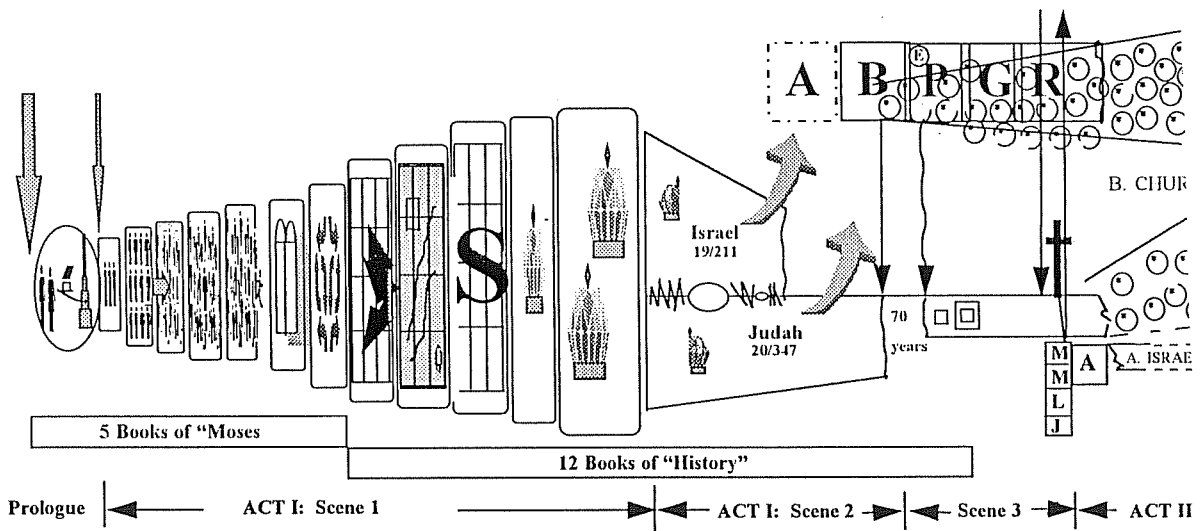 A B P G R
E
B. CHUR
S
Israel
19/211
Judah
20/347
70
years
M
M
L
J
A
A. ISRAE
5 Books of “Moses
12 Books of “History”
Prologue
ACT I: Scene 1
ACT I: Scene 2
Scene 3
ACT II